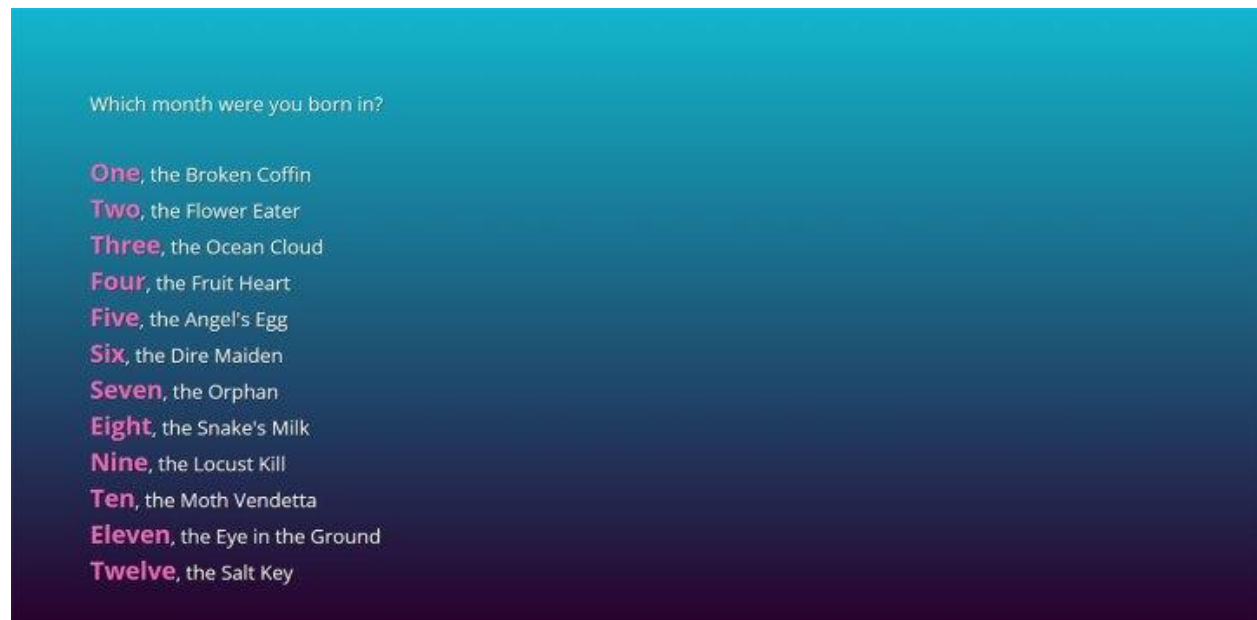 Which month were you born in?
One, the Broken Coffin
Two, the Flower Eater
Three, the Ocean Cloud
Four, the Fruit Heart
Five, the Angel's Egg
Six, the Dire Maiden
Seven, the Orphan
Eight, the Snake's Milk
Nine, the Locust Kill
Ten, the Moth Vendetta
Eleven, the Eye in the Ground
Twelve, the Salt Key